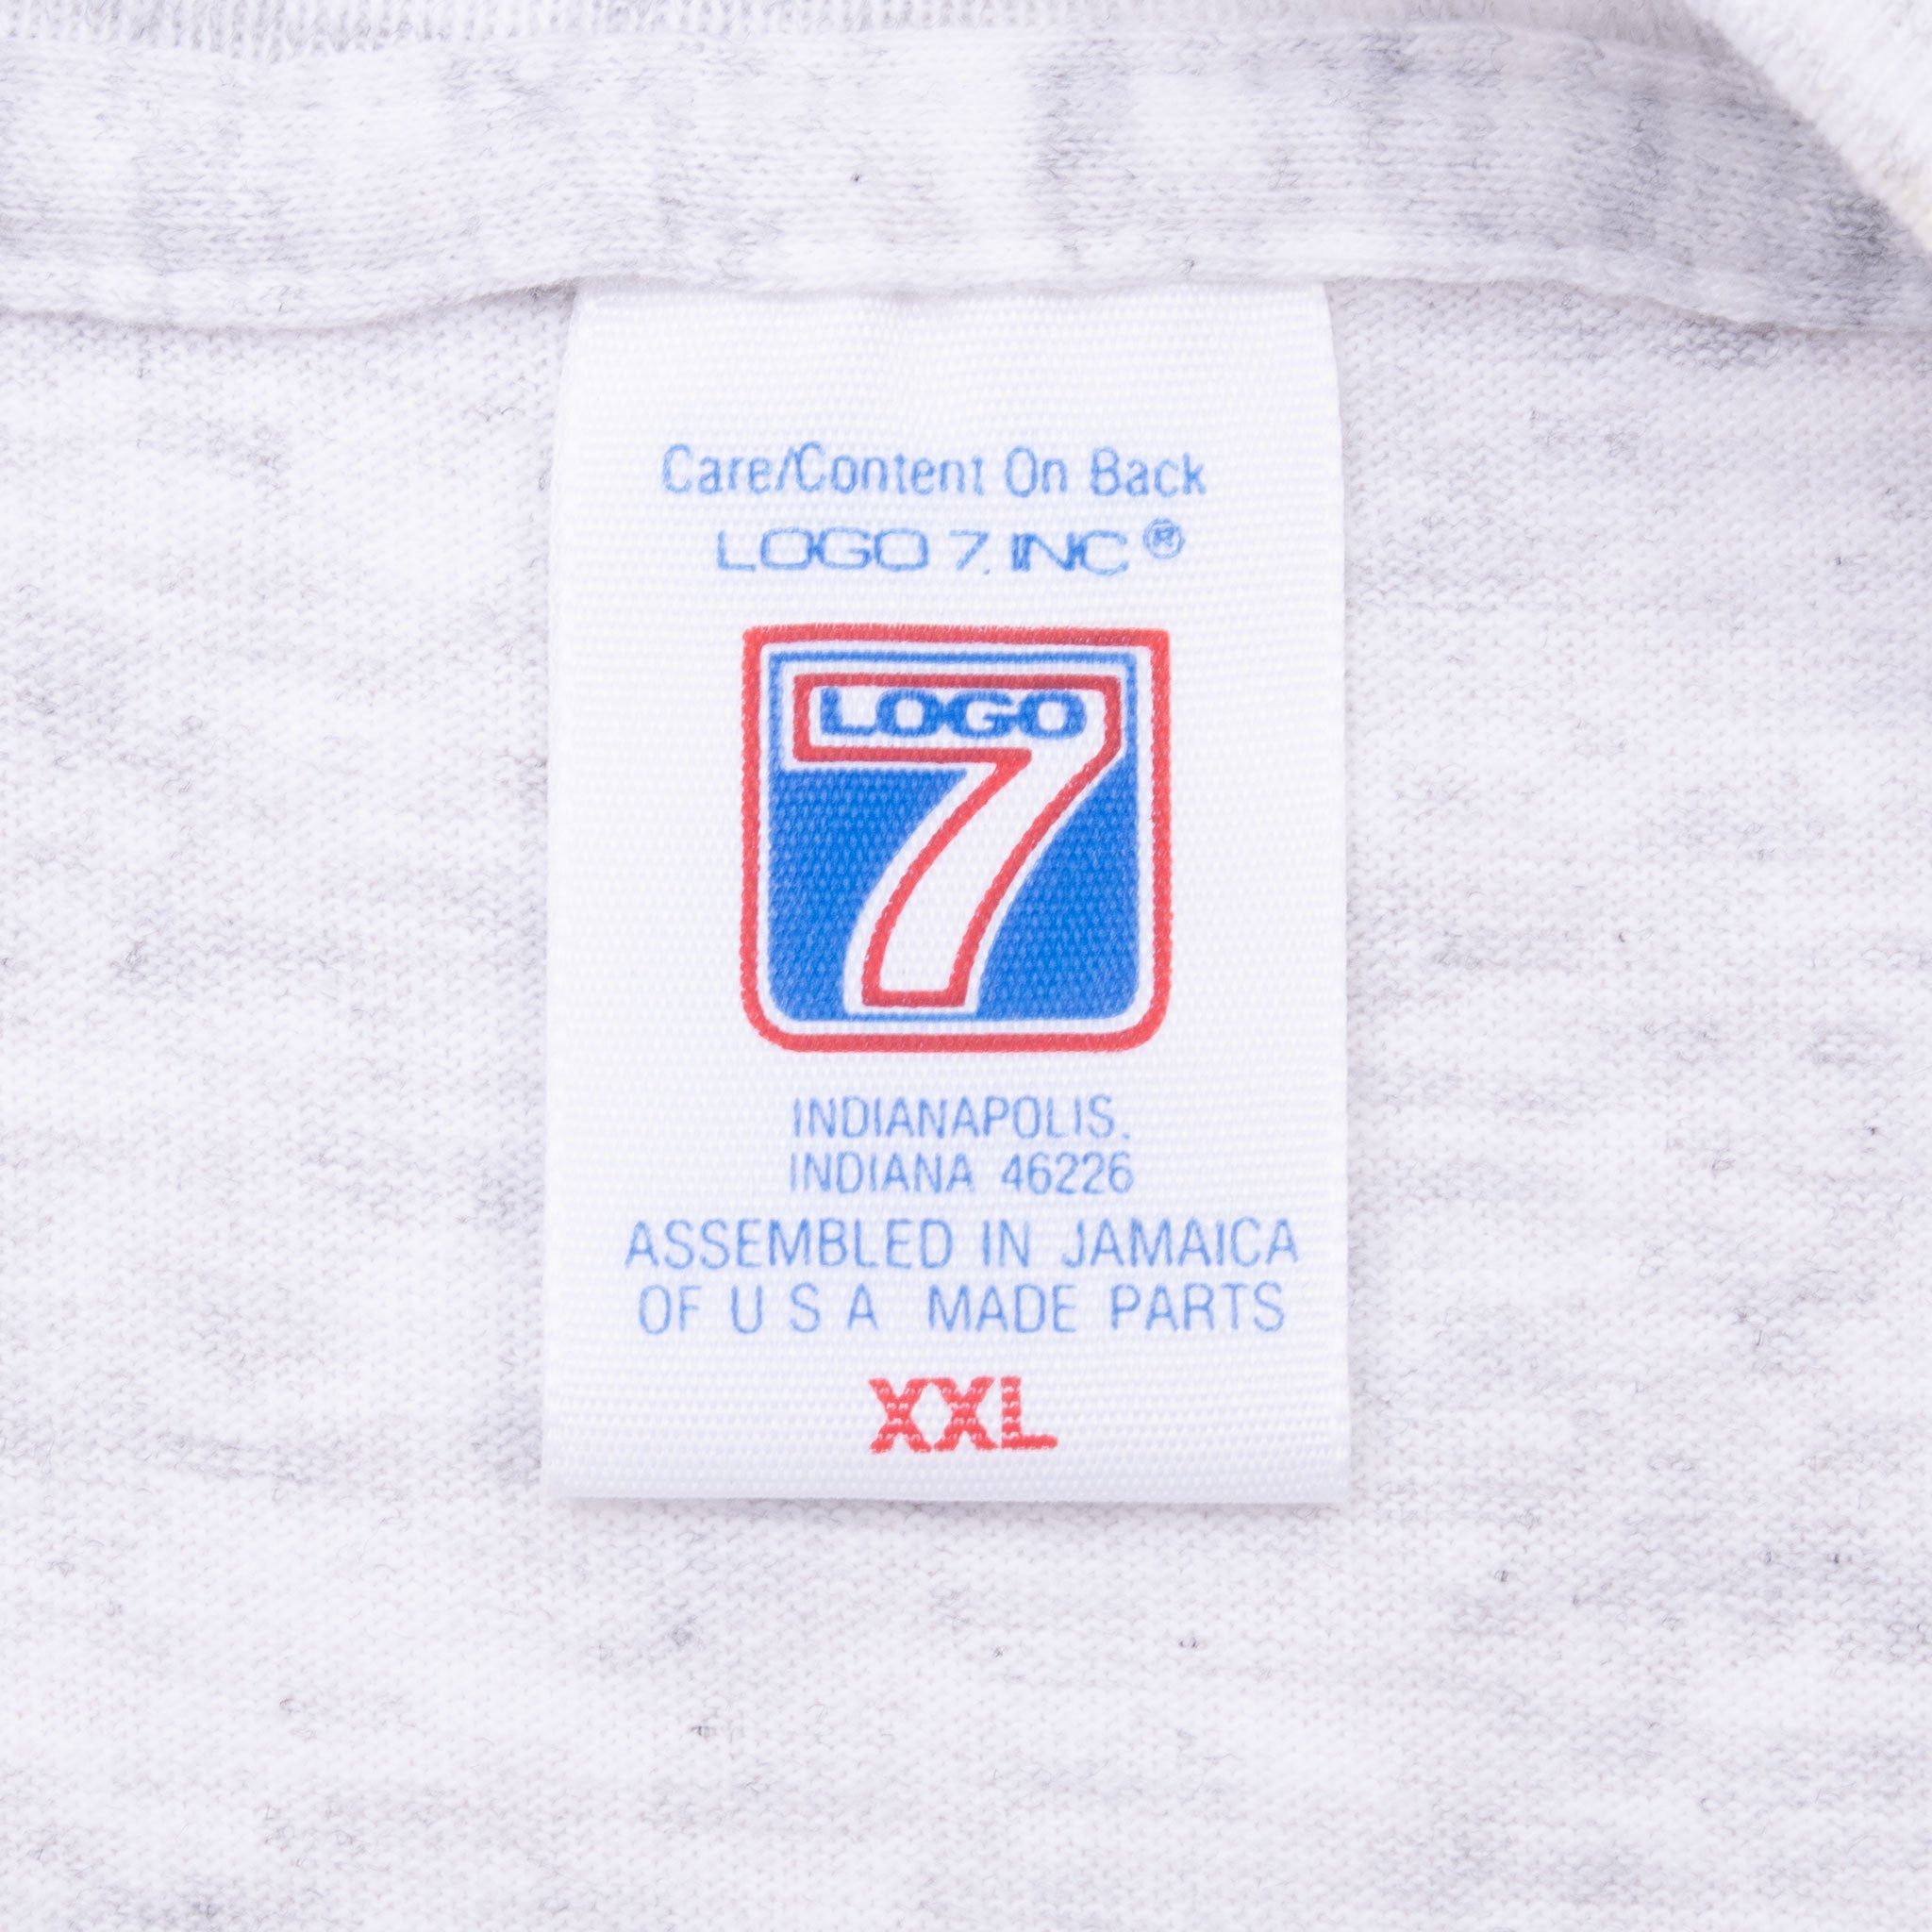 Care/Content On Back
LOGO 7, INC ®
LOGO
7
INDIANAPOLIS,
INDIANA 46226
ASSEMBLED IN JAMAICA
OF U S A MADE PARTS
XXL